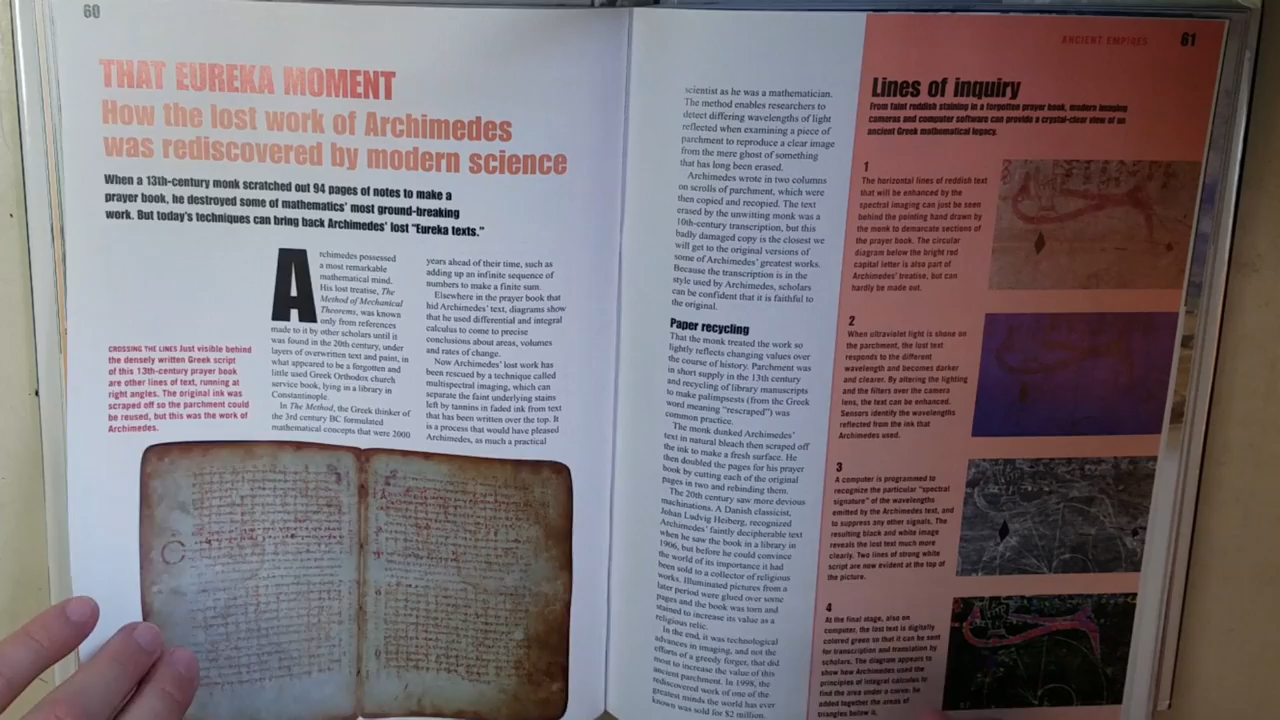 60
THAT EUREKA MOMENT
How the lost work of Archimedes
was rediscovered by modern science
When a 13th-century monk scratched out 94 pages of notes to make a
prayer book, he destroyed some of mathematics' most ground-breaking
work. But today's techniques can bring back Archimedes' lost "Eureka texts."
CROSSING THE LINES Just visible behind
the densely written Greek script
of this 13th-century prayer book
are other lines of text, running at
right angles. The original ink was
scraped off so the parchment could
be reused, but this was the work of
Archimedes.
Archimedes possessed
a most remarkable
mathematical mind.
His lost treatise, The
Method of Mechanical
Theorems, was known
only from references
made to it by other scholars until it
was found in the 20th century, under
layers of overwritten text and paint, in
what appeared to be a forgotten and
little used Greek Orthodox church
service book, lying in a library in
Constantinople.
In The Method, the Greek thinker of
the 3rd century BC formulated
mathematical concepts that were 2000
years ahead of their time, such as
adding up an infinite sequence of
numbers to make a finite sum.
Elsewhere in the prayer book that
hid Archimedes' text, diagrams show
that he used differential and integral
calculus to come to precise
conclusions about areas, volumes
and rates of change.
Now Archimedes' lost work has
been rescued by a technique called
multispectral imaging, which can
separate the faint underlying stains
left by tannins in faded ink from text
that has been written over the top. It
is a process that would have pleased
Archimedes, as much a practical
scientist as he was a mathematician.
The method enables researchers to
detect differing wavelengths of light
reflected when examining a piece of
parchment to reproduce a clear image
from the mere ghost of something
that has long been erased.
Archimedes wrote in two columns
on scrolls of parchment, which were
then copied and recopied. The text
erased by the unwitting monk was a
10th-century transcription, but this
badly damaged copy is the closest we
will get to the original versions of
some of Archimedes' greatest works.
Because the transcription is in the
style used by Archimedes, scholars
can be confident that it is faithful to
the original.
Paper recycling
That the monk treated the work so
lightly reflects changing values over
the course of history. Parchment was
in short supply in the 13th century
and recycling of library manuscripts
to make palimpsests (from the Greek
word meaning "rescraped") was
common practice.
The monk dunked Archimedes'
text in natural bleach then scraped off
the ink to make a fresh surface. He
then doubled the pages for his prayer
book by cutting each of the original
pages in two and rebinding them.
The 20th century saw more devious
machinations. A Danish classicist,
Johan Ludvig Heiberg, recognized
Archimedes' faintly decipherable text
when he saw the book in a library in
1906, but before he could convince
the world of its importance it had
been sold to a collector of religious
works. Illuminated pictures from a
later period were glued over some
pages and the book was torn and
stained to increase its value as a
religious relic.
In the end, it was technological
advances in imaging, and not the
efforts of a greedy forger, that did
most to increase the value of this
ancient parchment. In 1998, the
rediscovered work of one of the
greatest minds the world has ever
known was sold for $2 million.
ANCIENT EMPIRES 61
Lines of inquiry
From faint reddish staining in a forgotten prayer book, modern imaging
cameras and computer software can provide a crystal-clear view of an
ancient Greek mathematical legacy.
1
The horizontal lines of reddish text
that will be enhanced by the
spectral imaging can just be seen
behind the pointing hand drawn by
the monk to demarcate sections of
the prayer book. The circular
diagram below the bright red
capital letter is also part of
Archimedes' treatise, but can
hardly be made out.
2
When ultraviolet light is shone on
the parchment, the lost text
responds to the different
wavelength and becomes darker
and clearer. By altering the lighting
and the filters over the camera
lens, the text can be enhanced.
Sensors identify the wavelengths
reflected from the ink that
Archimedes used.
3
A computer is programmed to
recognize the particular "spectral
signature" of the wavelengths
emitted by the Archimedes text, and
to suppress any other signals. The
resulting black and white image
reveals the lost text much more
clearly. Two lines of strong white
script are now evident at the top of
the picture.
4
At the final stage, also on
computer, the lost text is digitally
colored green so that it can be sent
for transcription and translation by
scholars. The diagram appears to
show how Archimedes used the
principles of integral calculus to
find the area under a curve: he
added together the areas of
triangles below it.